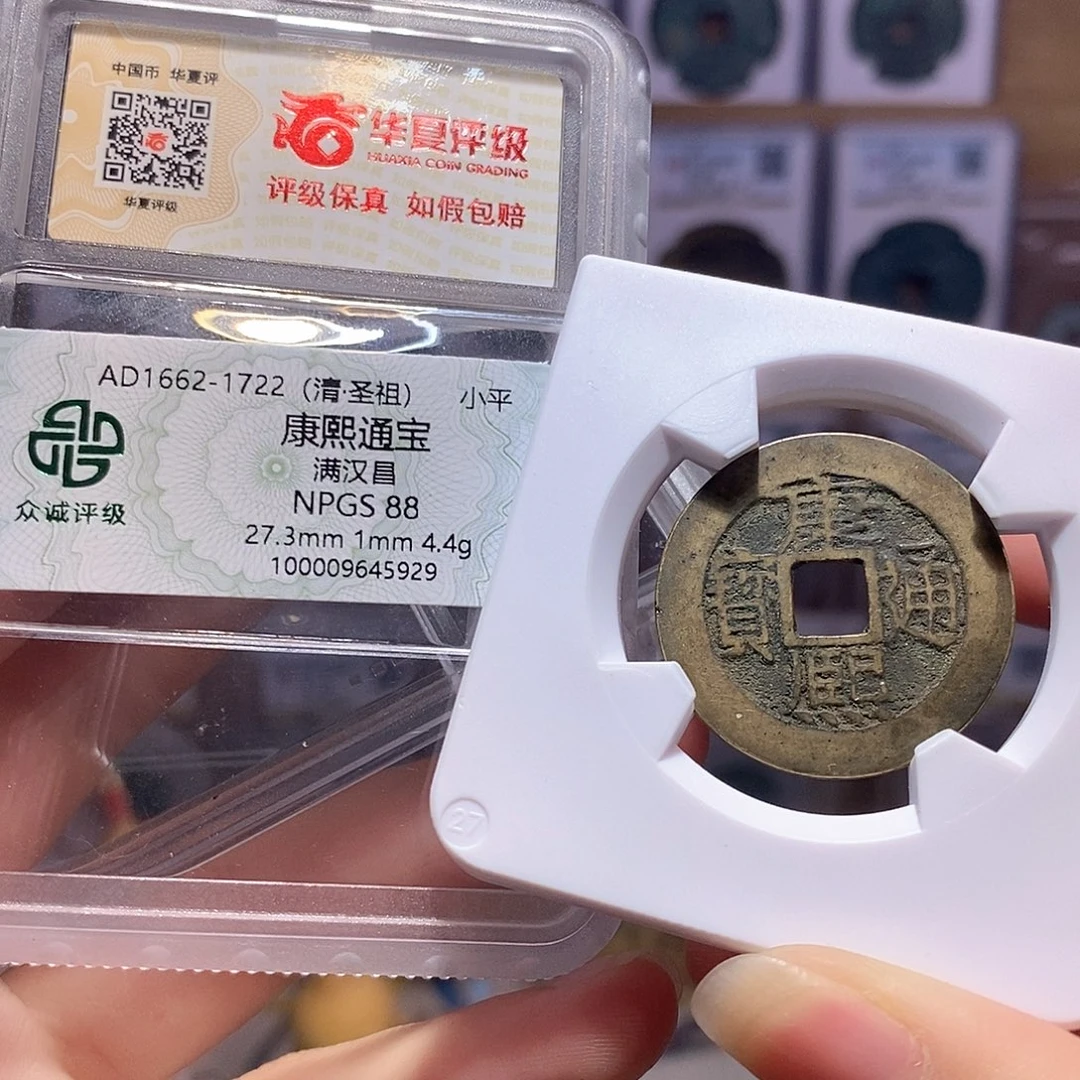 中国币 华夏评
华夏评级
华夏评级
HUAXIA COIN GRADING
评级保真 如假包赔
AD1662-1722（清·圣祖） 小平
康熙通宝
满汉昌
NPGS 88
众诚评级
27.3mm 1mm 4.4g
100009645929
康
熙
通
寶
27